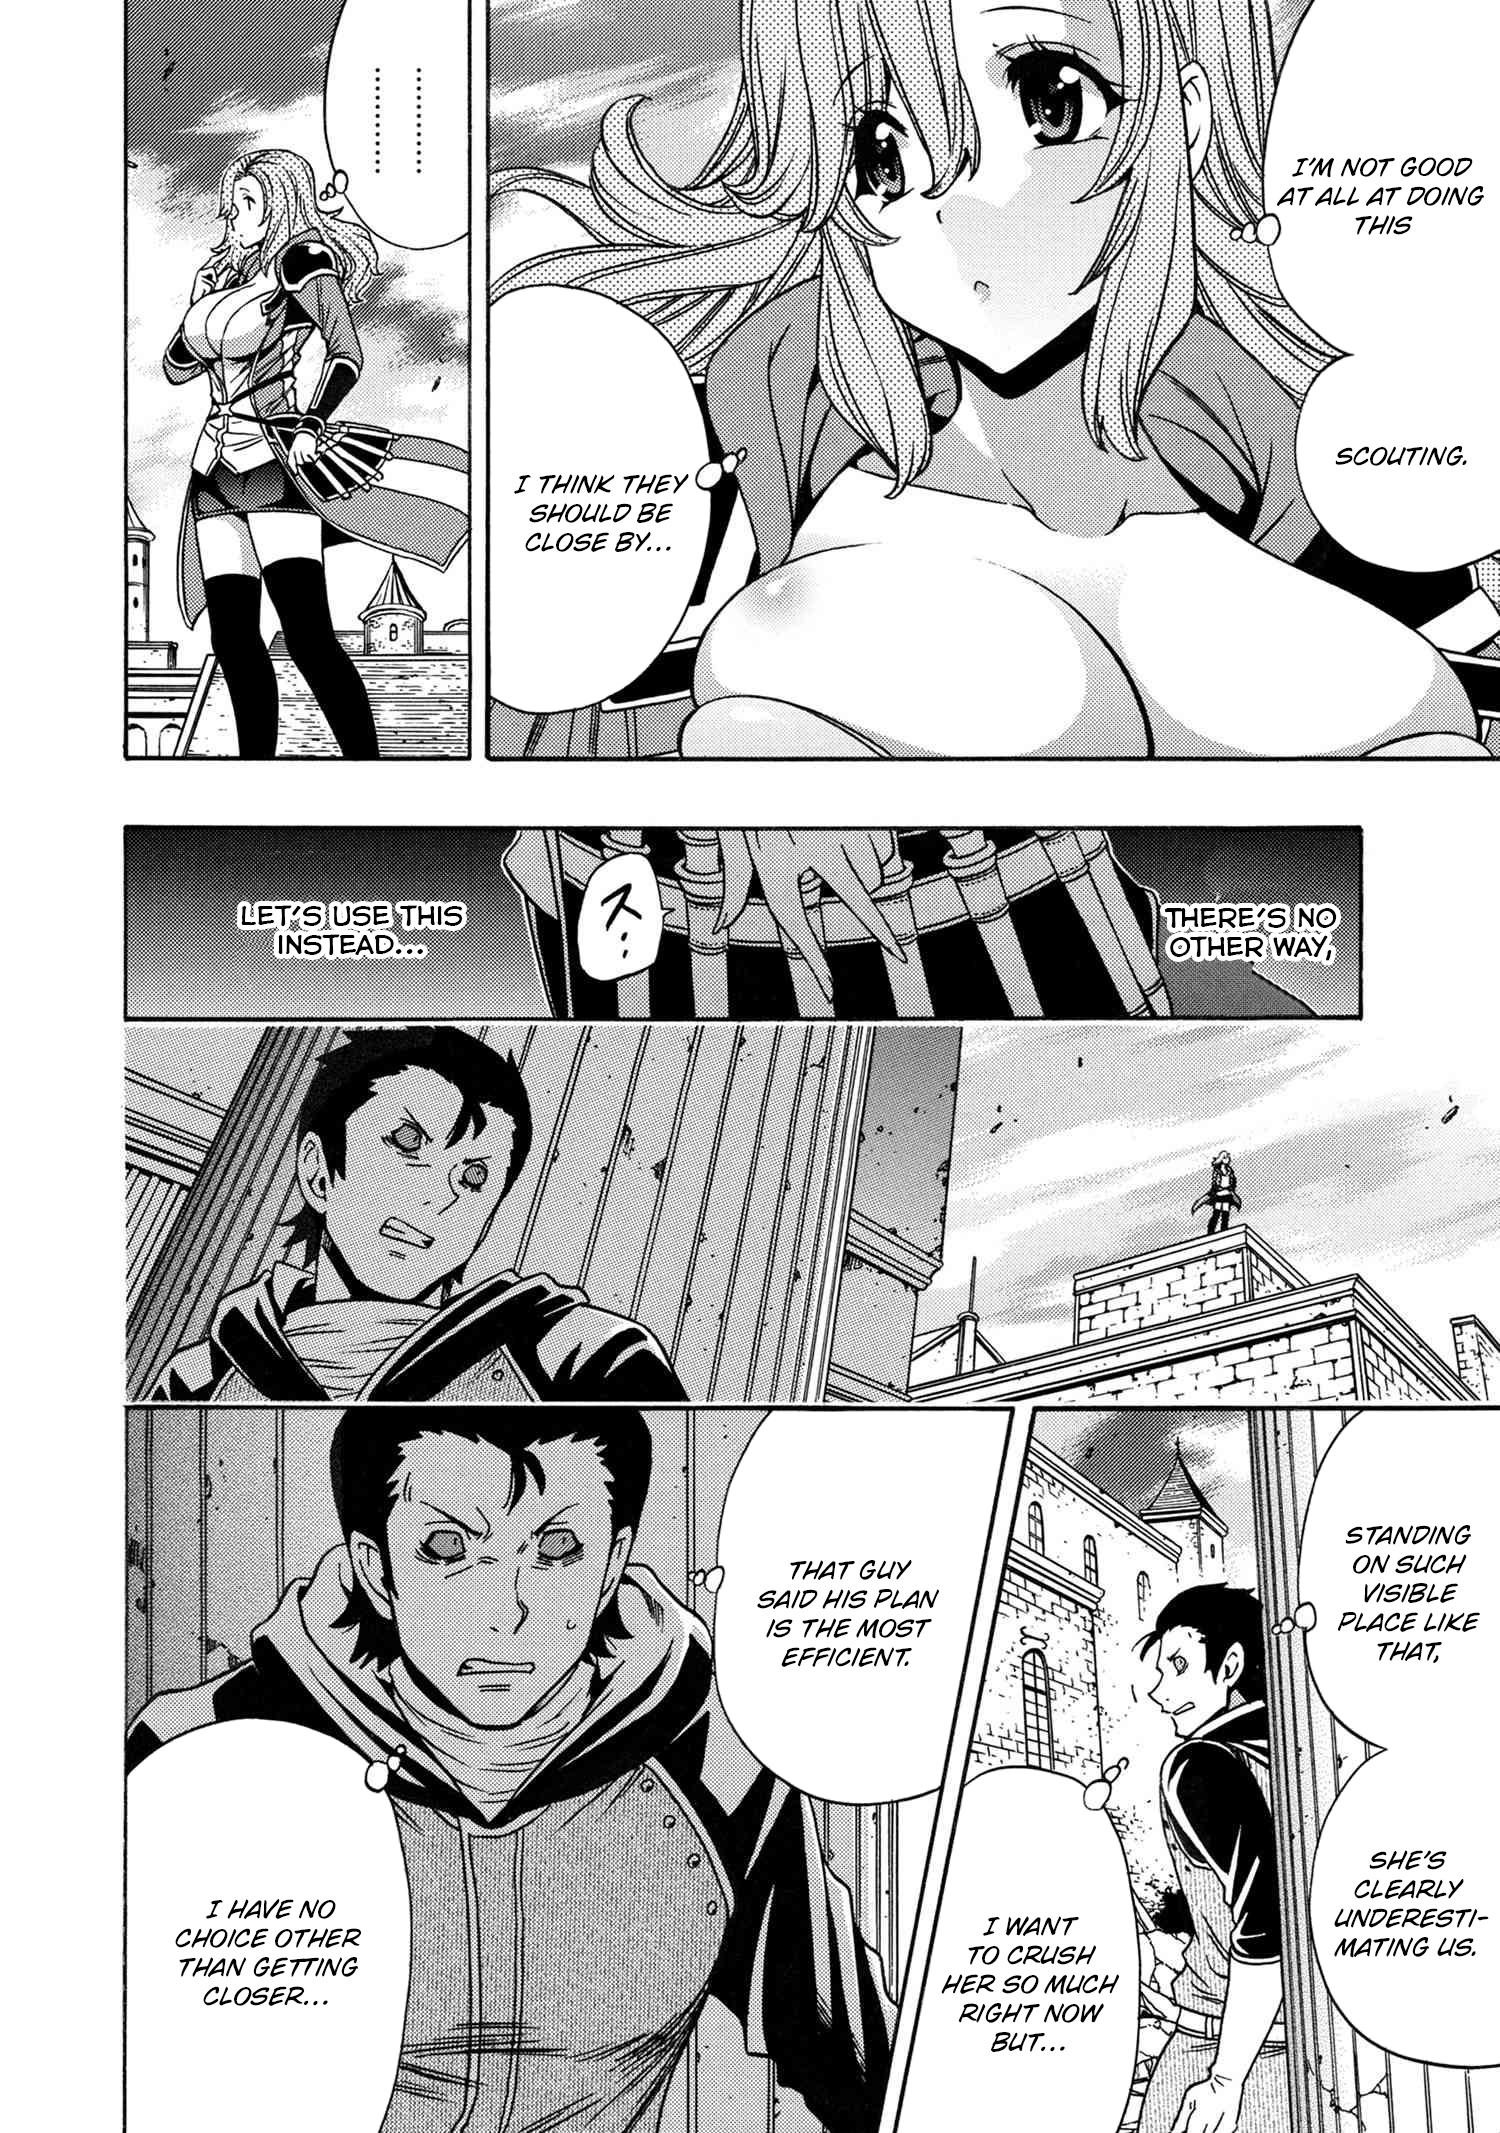 I'M NOT GOOD
AT ALL AT DOING
THIS
SCOUTING.
I THINK THEY
SHOULD BE
CLOSE BY...
………
………
THERE'S NO
OTHER WAY,
ス、
LET'S USE THIS
INSTEAD...
STANDING
ON SUCH
VISIBLE
PLACE LIKE
THAT,
SHE'S
CLEARLY
UNDERESTI-
MATING US.
I WANT
TO CRUSH
HER SO MUCH
RIGHT NOW
BUT...
THAT GUY
SAID HIS PLAN
IS THE MOST
EFFICIENT.
I HAVE NO
CHOICE OTHER
THAN GETTING
CLOSER...